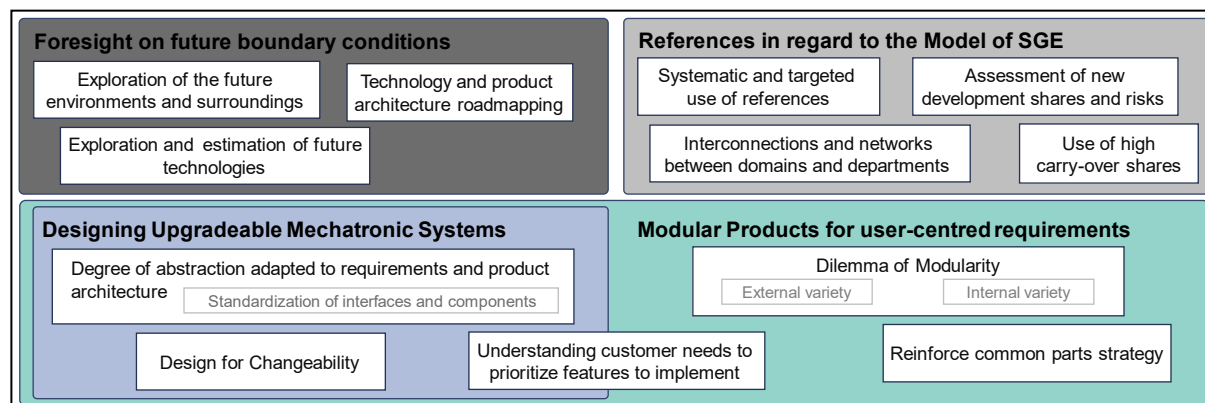 Foresight on future boundary conditions
Exploration of the future
environments and surroundings
Technology and product
architecture roadmapping
Exploration and estimation of future
technologies
References in regard to the Model of SGE
Systematic and targeted
use of references
Assessment of new
development shares and risks
Interconnections and networks
between domains and departments
Use of high
carry-over shares
Designing Upgradeable Mechatronic Systems
Degree of abstraction adapted to requirements and product
architecture
Standardization of interfaces and components
Design for Changeability
Understanding customer needs to
prioritize features to implement
Modular Products for user-centred requirements
Dilemma of Modularity
External variety
Internal variety
Reinforce common parts strategy